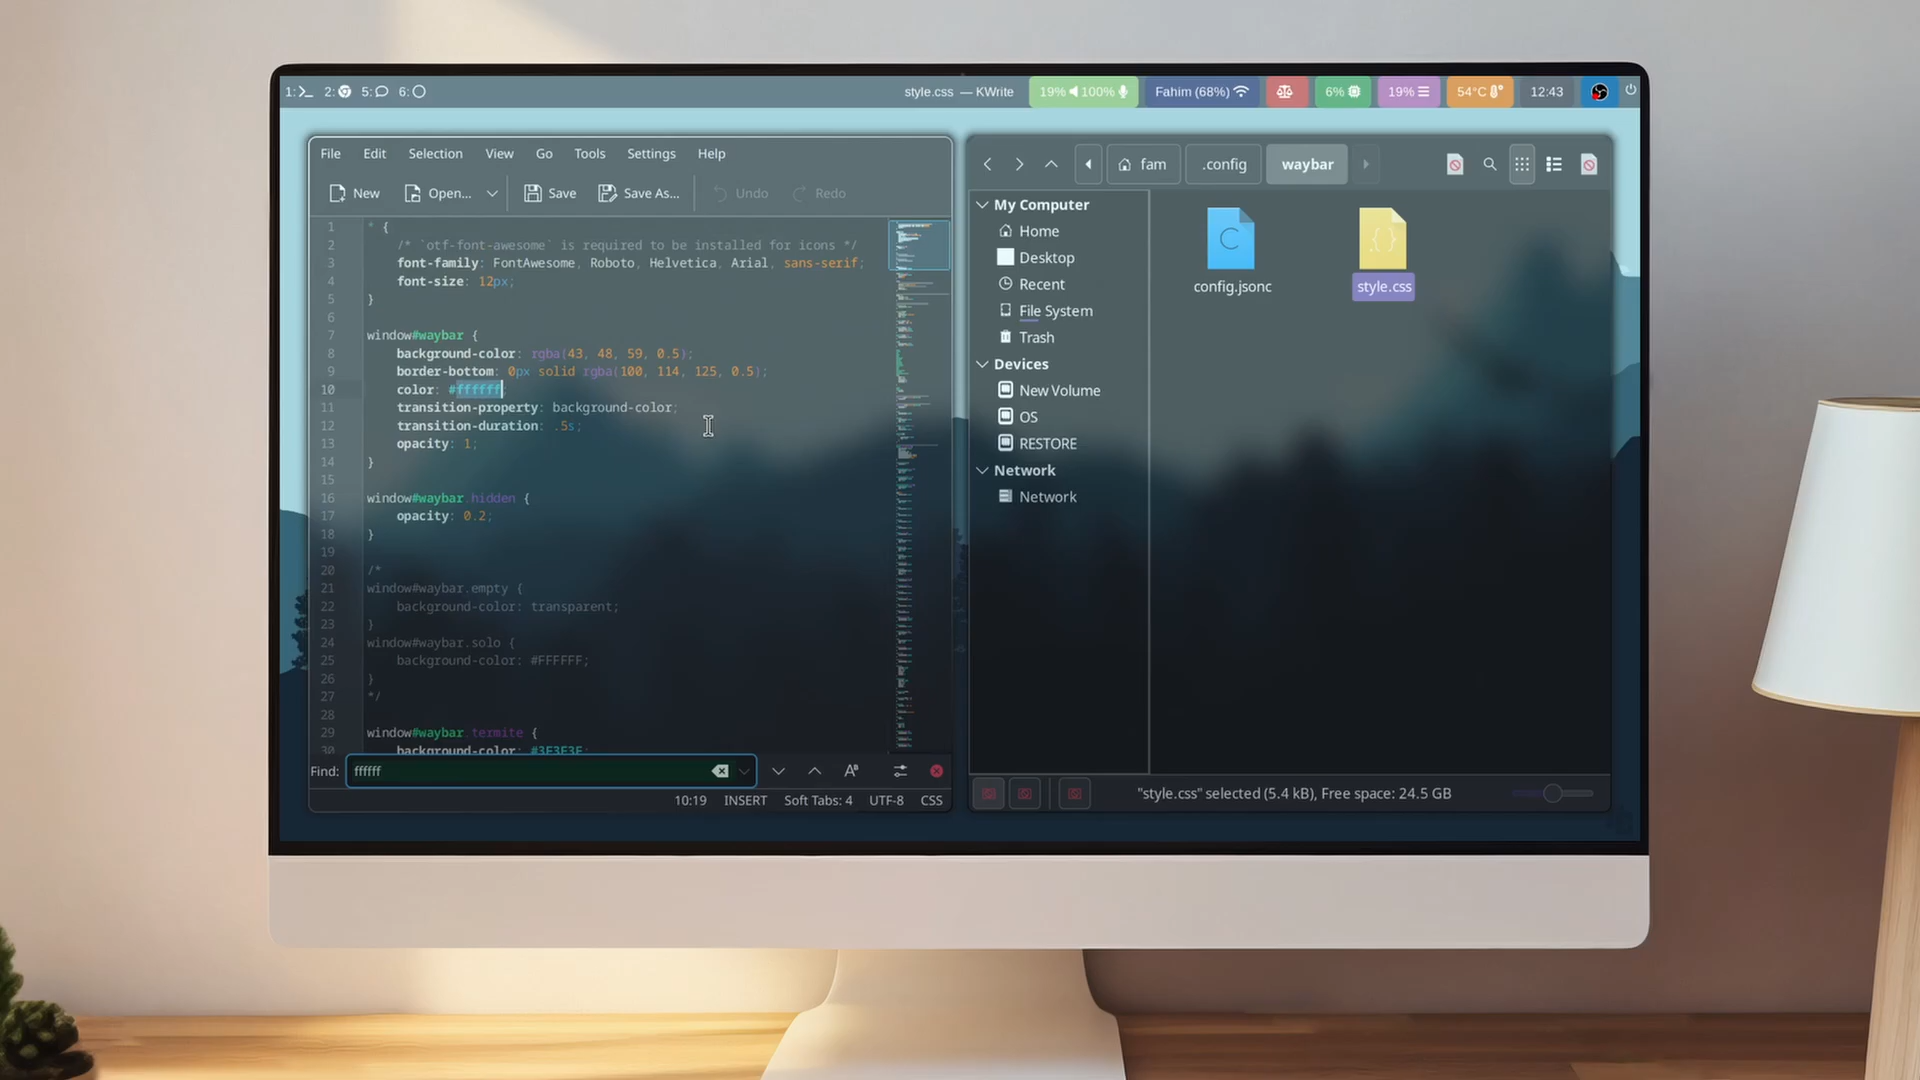 1: 2: 5: 6:
style.css — KWrite
19% 100%
Fahim (68%)
6%
19%
54°C
12:43
File Edit Selection View Go Tools Settings Help
New Open... Save Save As... Undo Redo
1 * {
2 /* `otf-font-awesome` is required to be installed for icons */
3 font-family: FontAwesome, Roboto, Helvetica, Arial, sans-serif;
4 font-size: 12px;
5 }
6
7 window#waybar {
8 background-color: rgba(43, 48, 59, 0.5);
9 border-bottom: 0px solid rgba(100, 114, 125, 0.5);
10 color: #ffffff;
11 transition-property: background-color;
12 transition-duration: .5s;
13 opacity: 1;
14 }
15
16 window#waybar.hidden {
17 opacity: 0.2;
18 }
19
20 /*
21 window#waybar.empty {
22 background-color: transparent;
23 }
24 window#waybar.solo {
25 background-color: #FFFFFF;
26 }
27 */
28
29 window#waybar.termite {
30 background-color: #3F3F3F;
Find: ffffff
10:19 INSERT Soft Tabs: 4 UTF-8 CSS
fam .config waybar
My Computer
Home
Desktop
Recent
File System
Trash
Devices
New Volume
OS
RESTORE
Network
Network
config.jsonc
style.css
"style.css" selected (5.4 kB), Free space: 24.5 GB